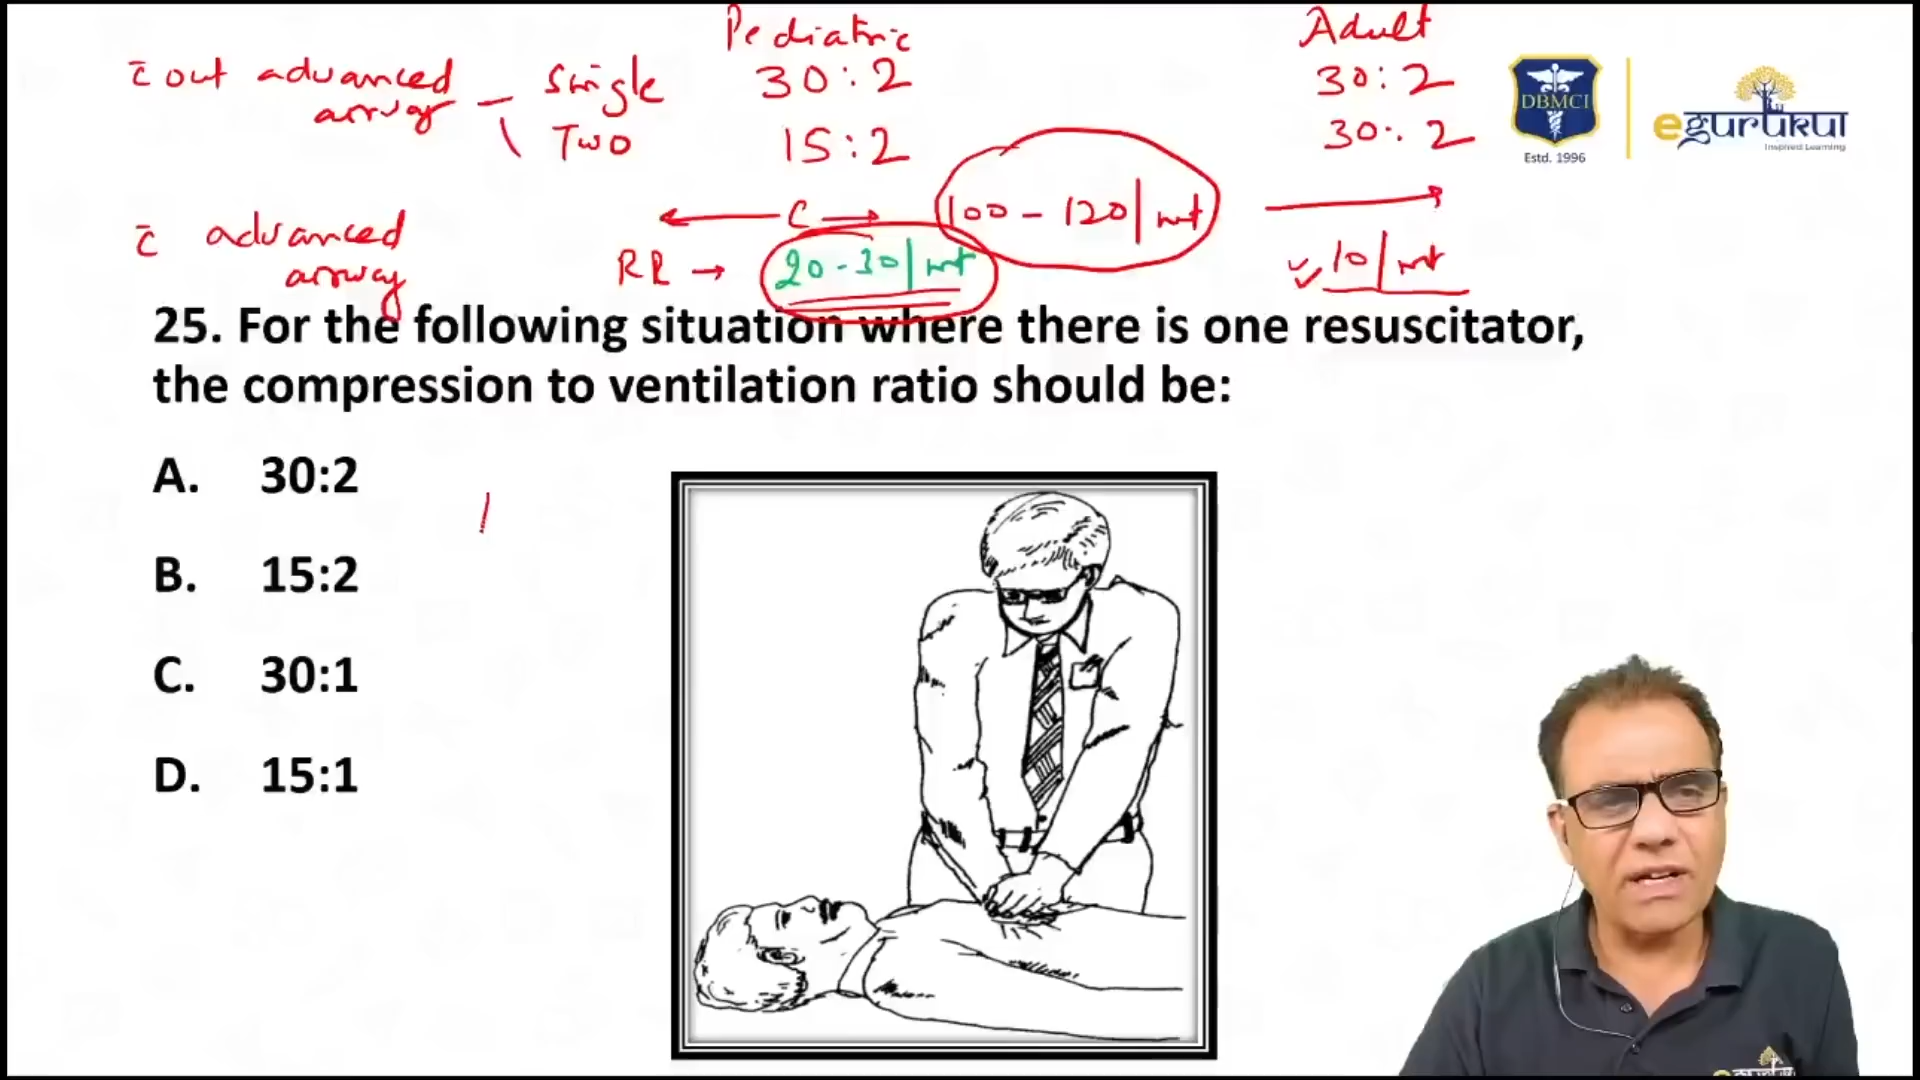 Pediatric Adult
c̄ out advanced airway single 30:2 30:2
Two 15:2 30:2
C 100-120/mt
c̄ advanced airway RR → 20-30/mt 10/mt
DBMCI
Estd. 1996
egurukul
Inspired Learning
25. For the following situation where there is one resuscitator,
the compression to ventilation ratio should be:
A. 30:2
B. 15:2
C. 30:1
D. 15:1